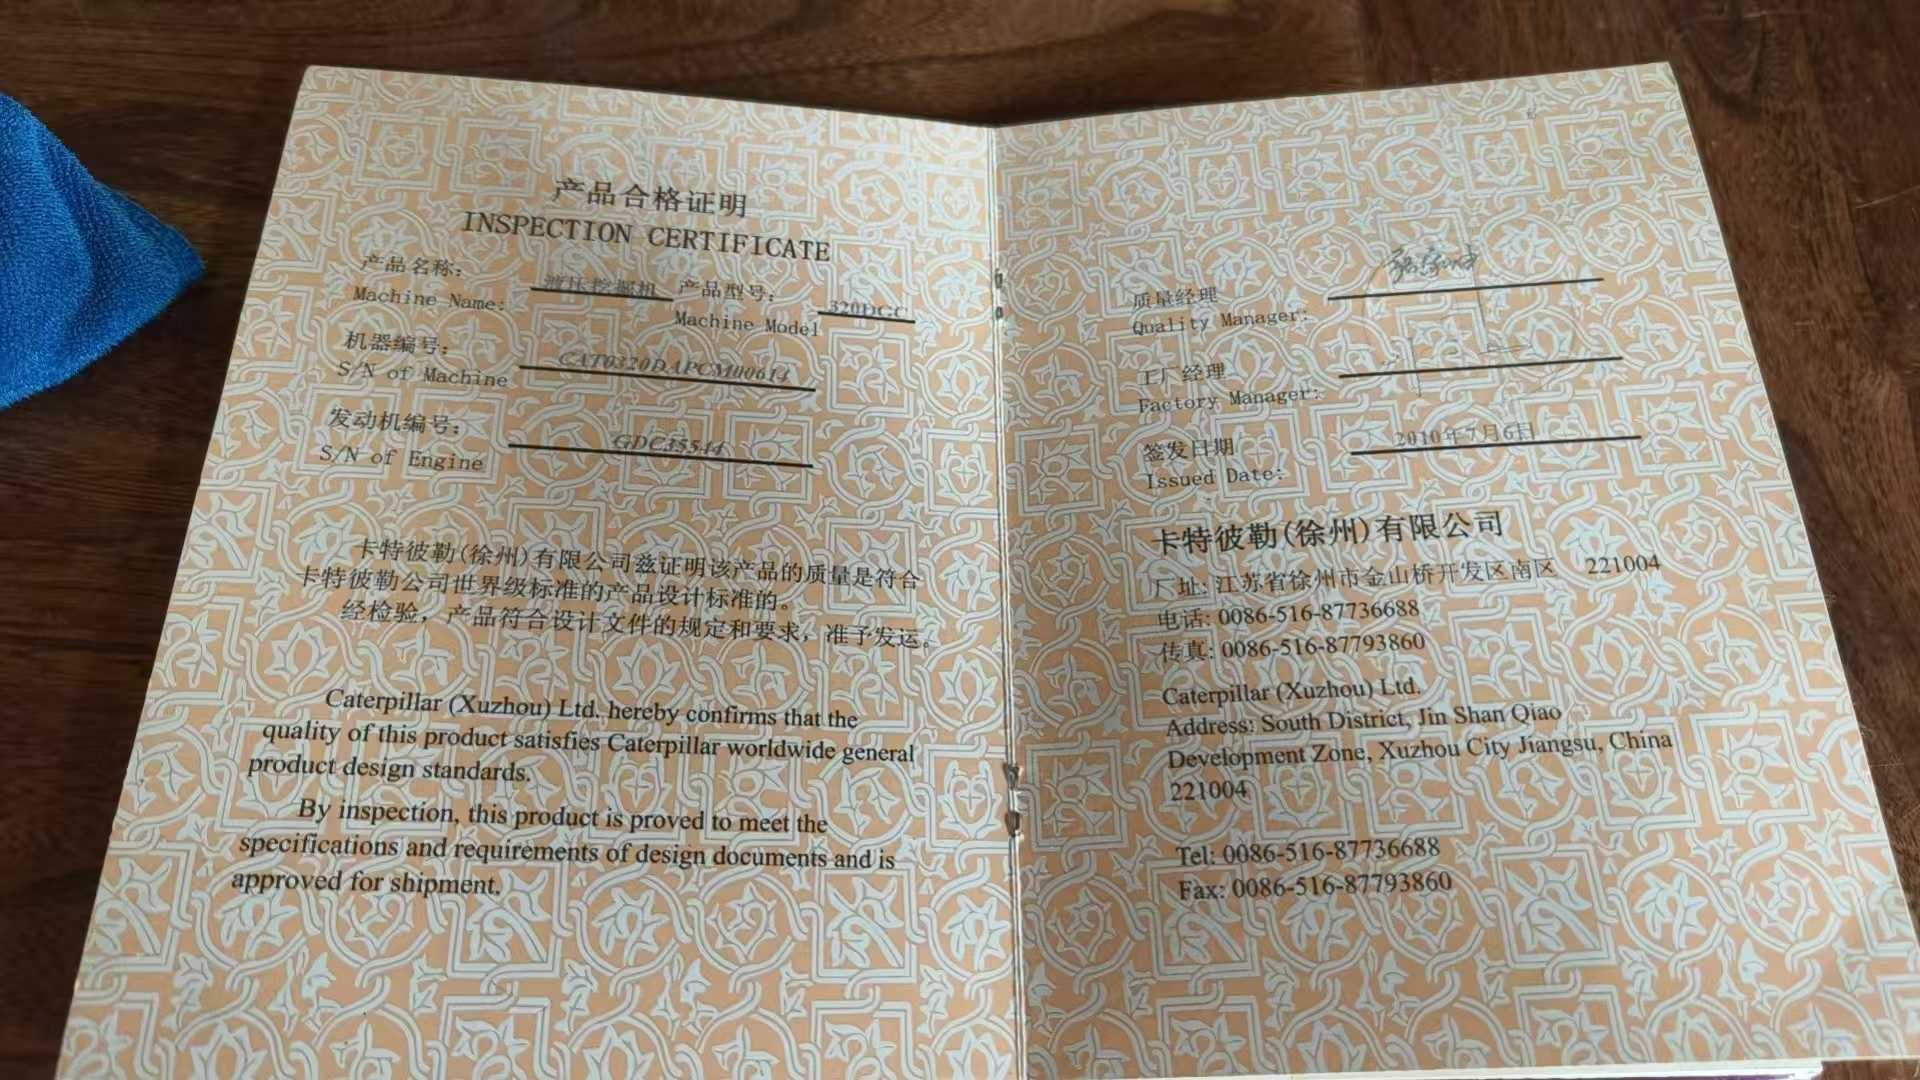 产品合格证明
INSPECTION CERTIFICATE
产品名称: 液压挖掘机 产品型号: 320DGC
Machine Name: Machine Model
机器编号: CAT0320DAPCM00614
S/N of Machine
发动机编号: GDC35544
S/N of Engine
卡特彼勒(徐州)有限公司兹证明该产品的质量是符合
卡特彼勒公司世界级标准的产品设计标准的。
经检验，产品符合设计文件的规定和要求，准予发运。
Caterpillar (Xuzhou) Ltd. hereby confirms that the
quality of this product satisfies Caterpillar worldwide general
product design standards.
By inspection, this product is proved to meet the
specifications and requirements of design documents and is
approved for shipment.
质量经理
Quality Manager:
工厂经理
Factory Manager:
签发日期 2010年7月6日
Issued Date:
卡特彼勒(徐州)有限公司
厂址: 江苏省徐州市金山桥开发区南区 221004
电话: 0086-516-87736688
传真: 0086-516-87793860
Caterpillar (Xuzhou) Ltd.
Address: South District, Jin Shan Qiao
Development Zone, Xuzhou City Jiangsu, China
221004
Tel: 0086-516-87736688
Fax: 0086-516-87793860